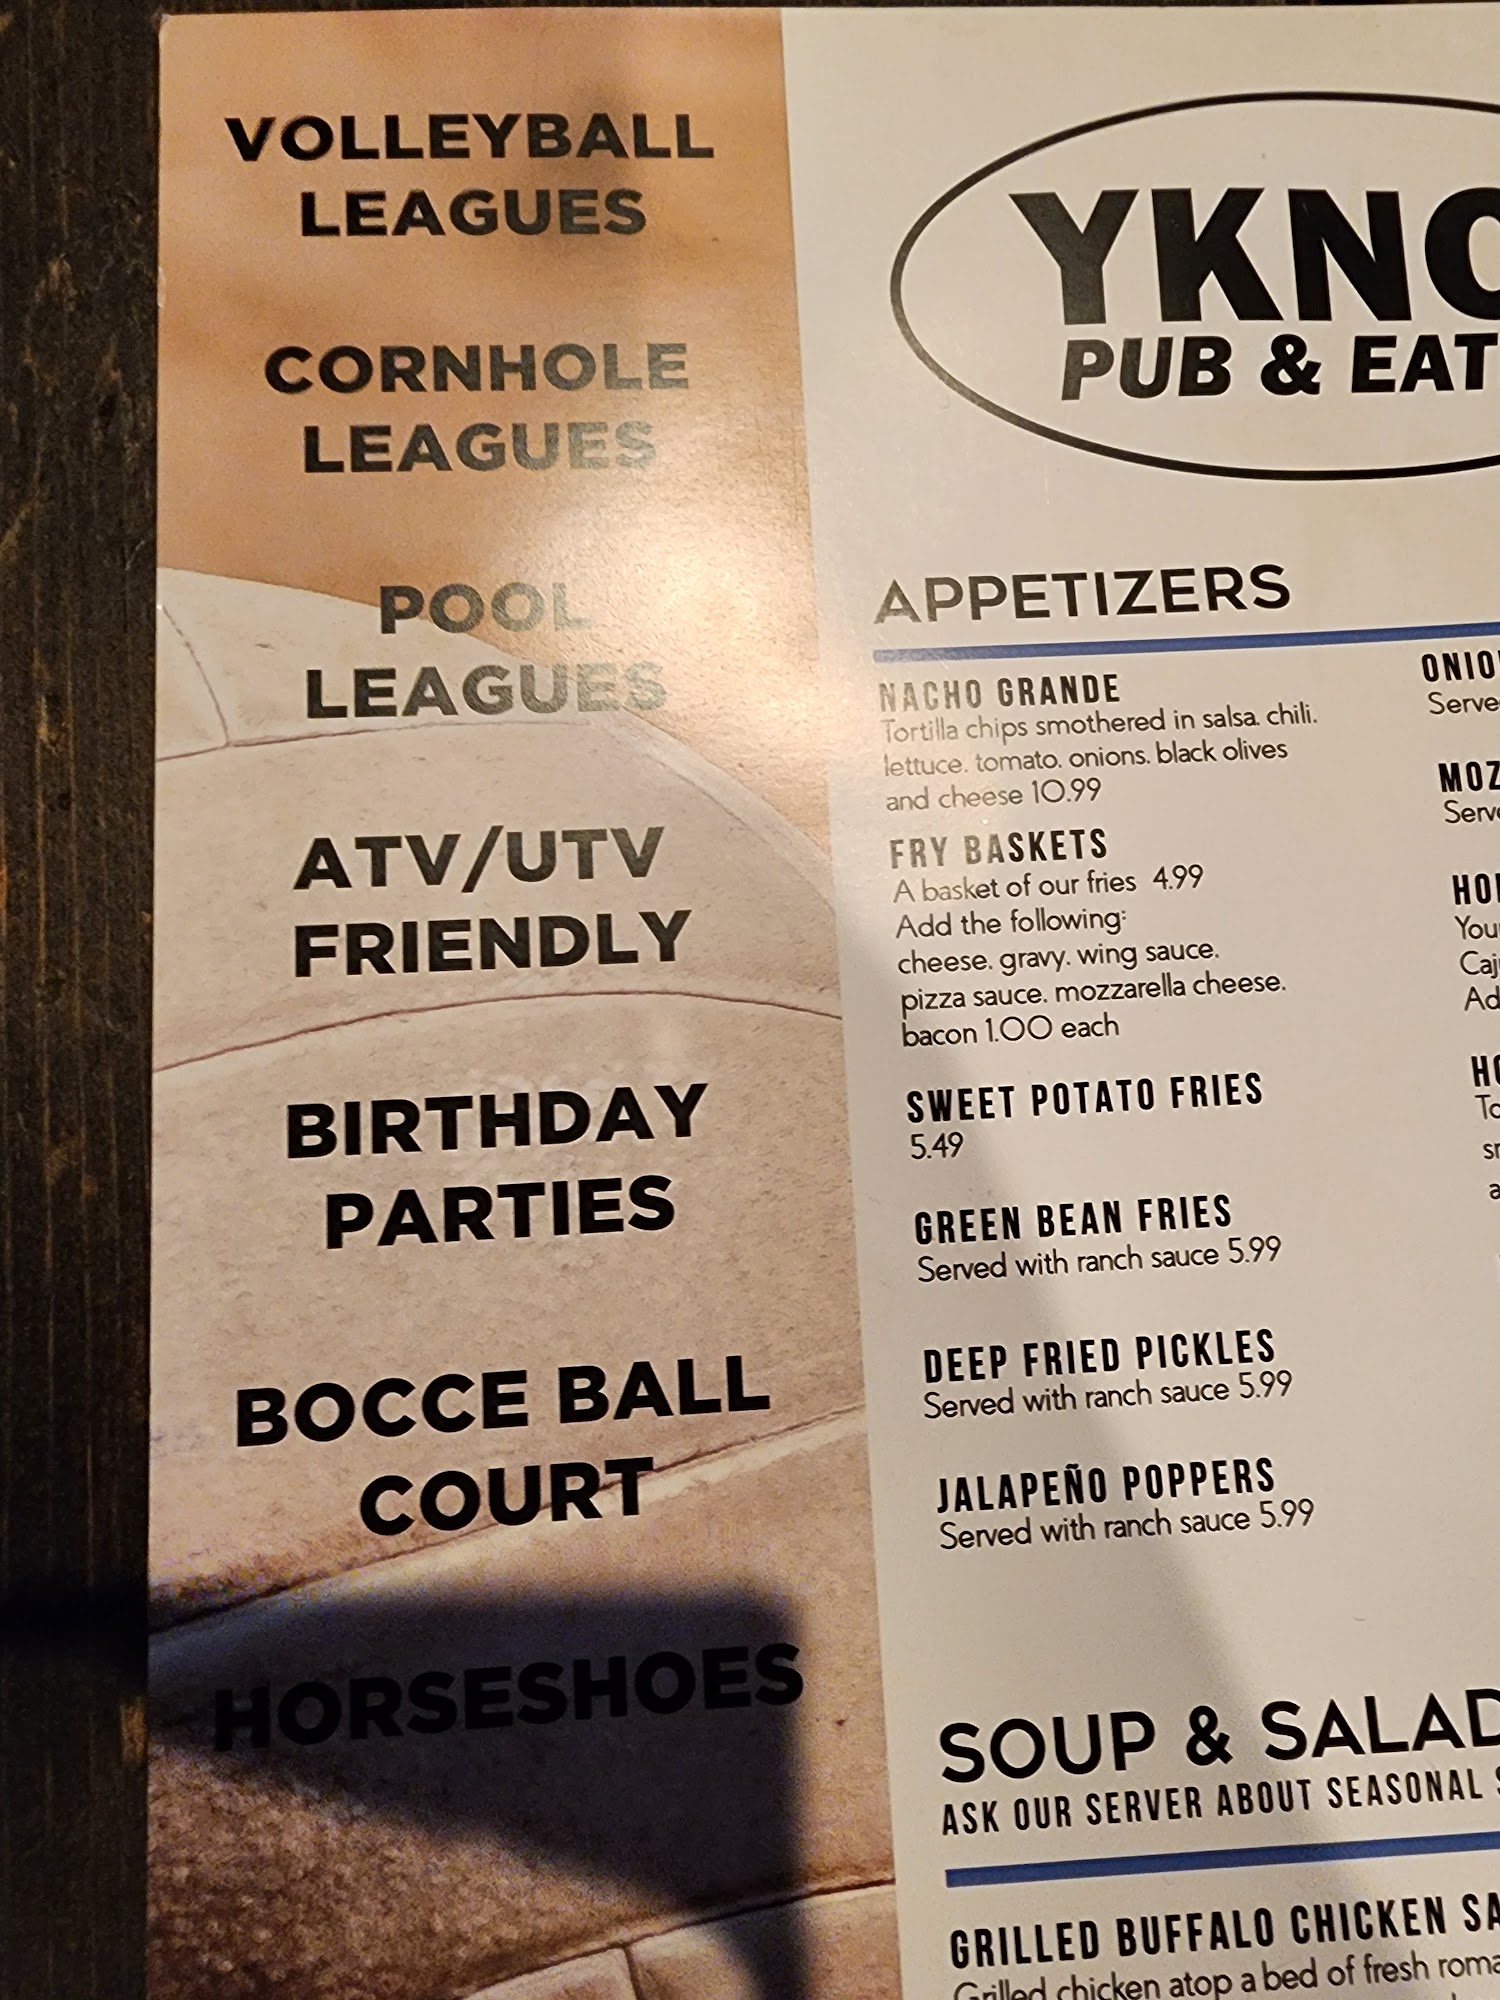 VOLLEYBALL
LEAGUES
CORNHOLE
LEAGUES
POOL
LEAGUES
ATV/UTV
FRIENDLY
BIRTHDAY
PARTIES
BOCCE BALL
COURT
HORSESHOES
PUB &
APPETIZERS
NACHO GRANDE
Tortilla chips smothered in salsa, chili,
lettuce, tomato, onions, black olives
and cheese 10.99
FRY BASKETS
A basket of our fries 4.99
Add the following:
cheese, gravy, wing sauce,
pizza sauce, mozzarella cheese,
bacon 1.00 each
SWEET POTATO FRIES
5.49
GREEN BEAN FRIES
Served with ranch sauce 5.99
DEEP FRIED PICKLES
Served with ranch sauce 5.99
JALAPEÑO POPPERS
Served with ranch sauce 5.99
SOUP &
ASK OUR SERVER ABOUT SEASONAL
GRILLED BUFFALO CHICKEN
Grilled chicken atop a bed of fresh